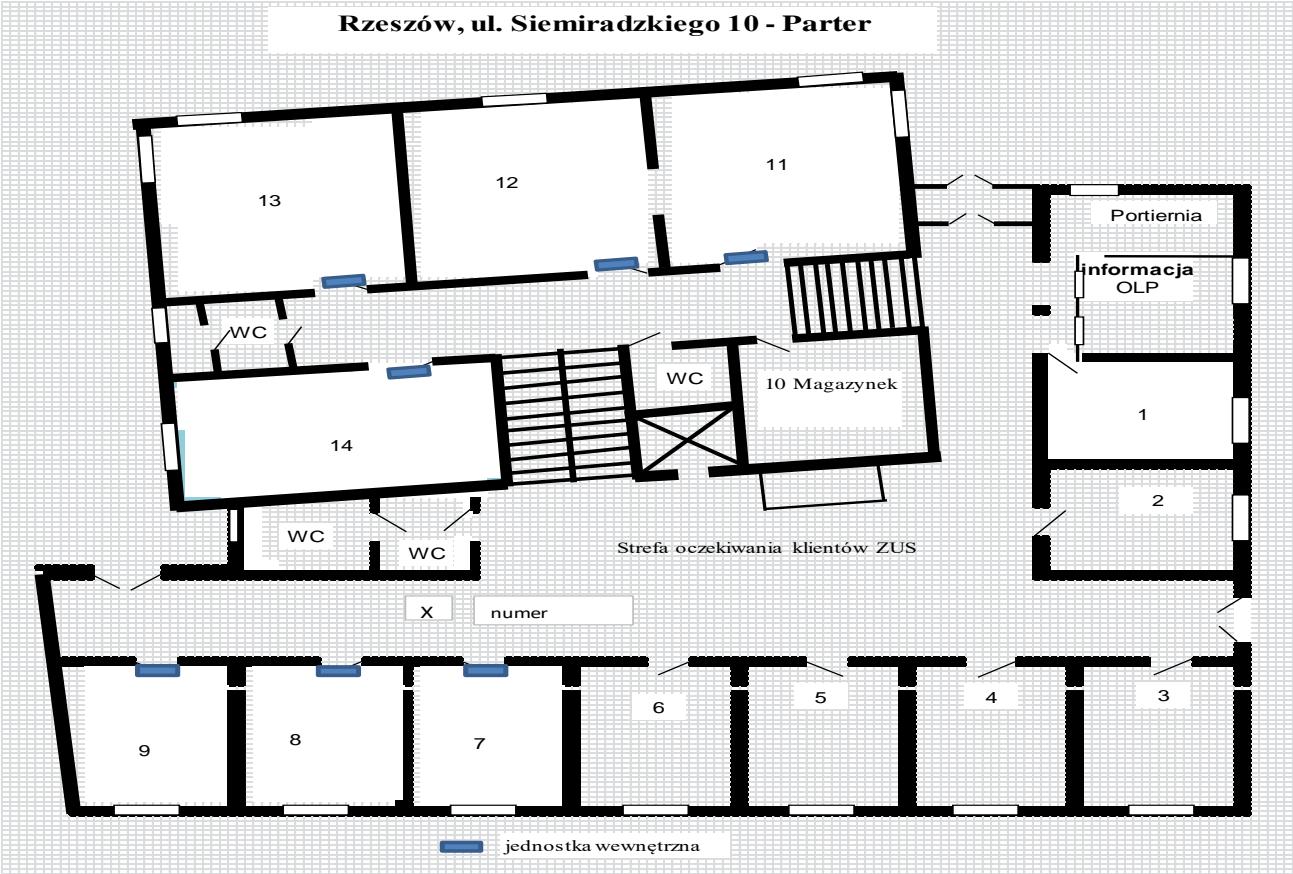 Rzeszów, ul. Siemiradzkiego 10 - Parter
13
12
11
Portiernia
informacja
OLP
WC
WC
10 Magazynek
1
14
2
WC
WC
Strefa oczekiwania klientów ZUS
X
numer
6
5
4
3
9
8
7
jednostka wewnętrzna